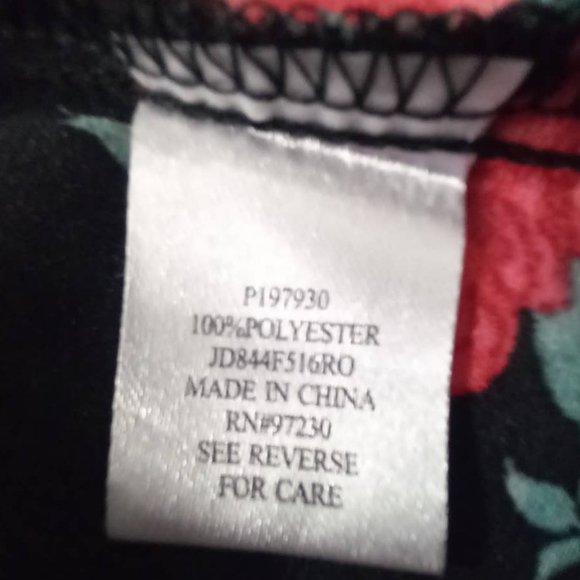 P197930
100%POLYESTER
JD844F516RO
MADE IN CHINA
RN#97230
SEE REVERSE
FOR CARE